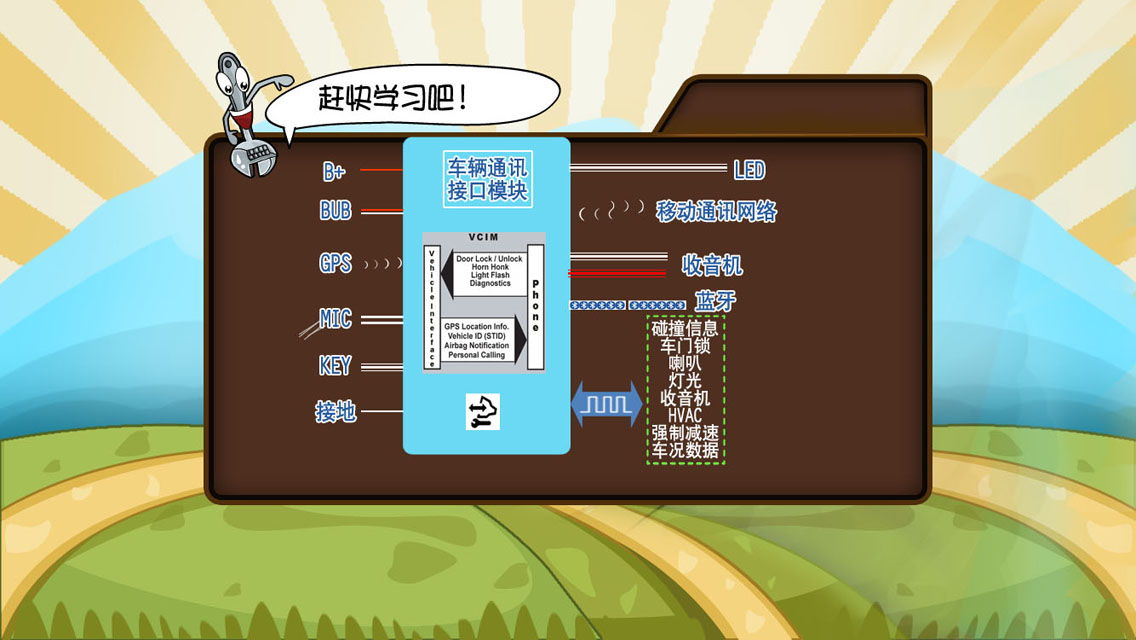 赶快学习吧！
B+
BUB
GPS
MIC
KEY
接地
车辆通讯
接口模块
VCIM
Vehicle Interface
Door Lock / Unlock
Horn Honk
Light Flash
Diagnostics
Phone
GPS Location Info.
Vehicle ID (STID)
Airbag Notification
Personal Calling
LED
移动通讯网络
收音机
蓝牙
碰撞信息
车门锁
喇叭
灯光
收音机
HVAC
强制减速
车况数据